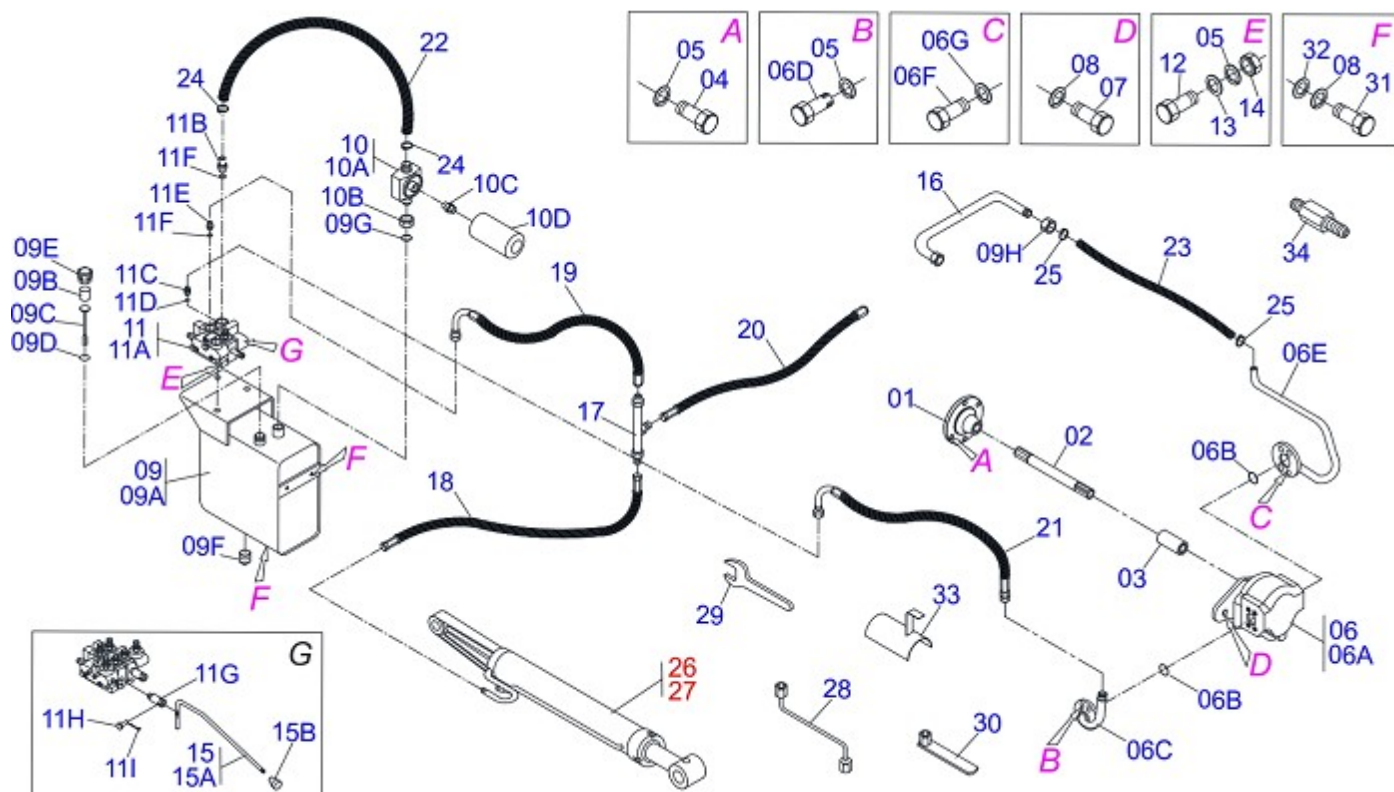 A
05
04
B
06D
05
C
06G
06F
D
08
07
E
12
05
13
14
F
32
08
31
22
24
11B
11F
11E
11F
10
10A
24
10C
10B
09G
10D
16
09H
25
23
25
34
09E
09B
09C
09D
11C
11D
11
11A
G
E
19
20
06E
01
A
02
06B
C
17
09
09A
F
18
03
09F
F
21
29
33
D
06
06A
06B
G
11G
11H
11I
15
15A
15B
26
27
28
30
B
06C